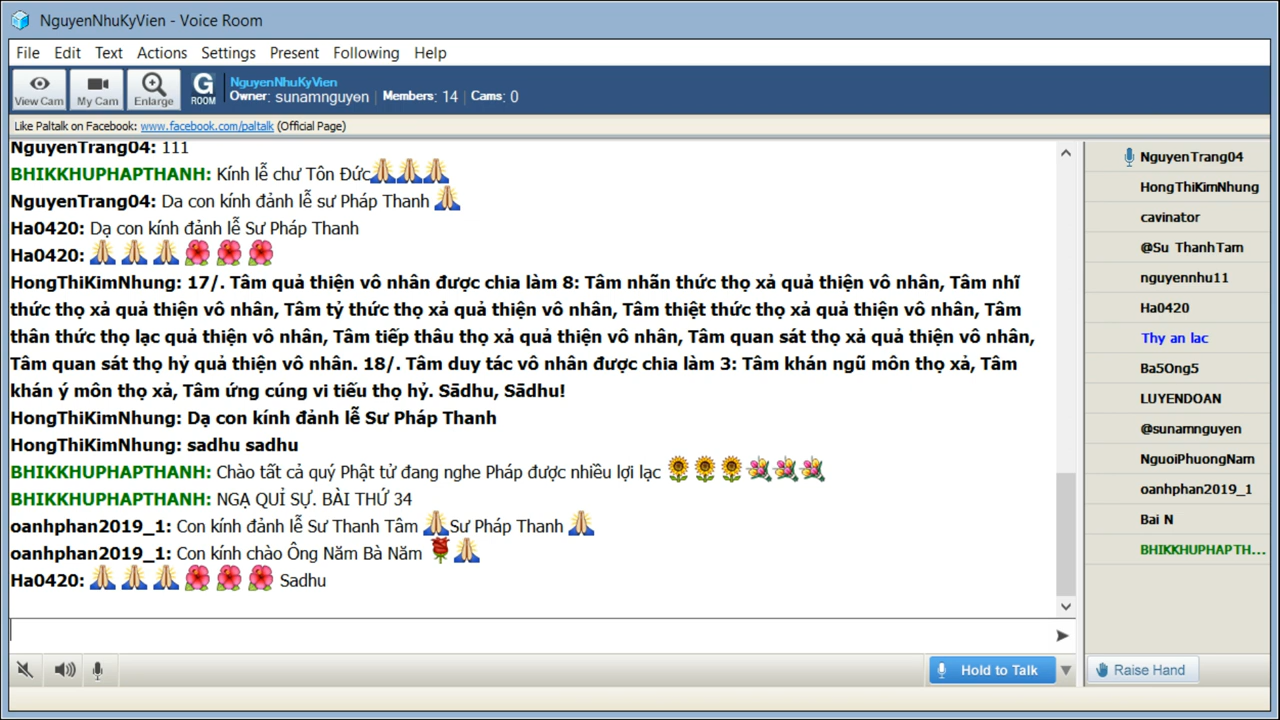 NguyenNhuKyVien - Voice Room
File Edit Text Actions Settings Present Following Help
View Cam My Cam Enlarge G ROOM
NguyenNhuKyVien
Owner: sunamnguyen | Members: 14 | Cams: 0
Like Paltalk on Facebook: www.facebook.com/paltalk (Official Page)
NguyenTrang04: 111
BHIKKHUPHAPTHANH: Kính lễ chư Tôn Đức
NguyenTrang04: Da con kính đảnh lễ sư Pháp Thanh
Ha0420: Dạ con kính đảnh lễ Sư Pháp Thanh
Ha0420:
HongThiKimNhung: 17/. Tâm quả thiện vô nhân được chia làm 8: Tâm nhãn thức thọ xả quả thiện vô nhân, Tâm nhĩ
thức thọ xả quả thiện vô nhân, Tâm tỷ thức thọ xả quả thiện vô nhân, Tâm thiệt thức thọ xả quả thiện vô nhân, Tâm
thân thức thọ lạc quả thiện vô nhân, Tâm tiếp thâu thọ xả quả thiện vô nhân, Tâm quan sát thọ xả quả thiện vô nhân,
Tâm quan sát thọ hỷ quả thiện vô nhân. 18/. Tâm duy tác vô nhân được chia làm 3: Tâm khán ngũ môn thọ xả, Tâm
khán ý môn thọ xả, Tâm ứng cúng vi tiếu thọ hỷ. Sādhu, Sādhu!
HongThiKimNhung: Dạ con kính đảnh lễ Sư Pháp Thanh
HongThiKimNhung: sadhu sadhu
BHIKKHUPHAPTHANH: Chào tất cả quý Phật tử đang nghe Pháp được nhiều lợi lạc
BHIKKHUPHAPTHANH: NGẠ QUỈ SỰ. BÀI THỨ 34
oanhphan2019_1: Con kính đảnh lễ Sư Thanh Tâm Sư Pháp Thanh
oanhphan2019_1: Con kính chào Ông Năm Bà Năm
Ha0420: Sadhu
Hold to Talk
NguyenTrang04
HongThiKimNhung
cavinator
@Su ThanhTam
nguyennhu11
Ha0420
Thy an lac
Ba5Ong5
LUYENDOAN
@sunamnguyen
NguoiPhuongNam
oanhphan2019_1
Bai N
BHIKKHUPHAPTH...
Raise Hand